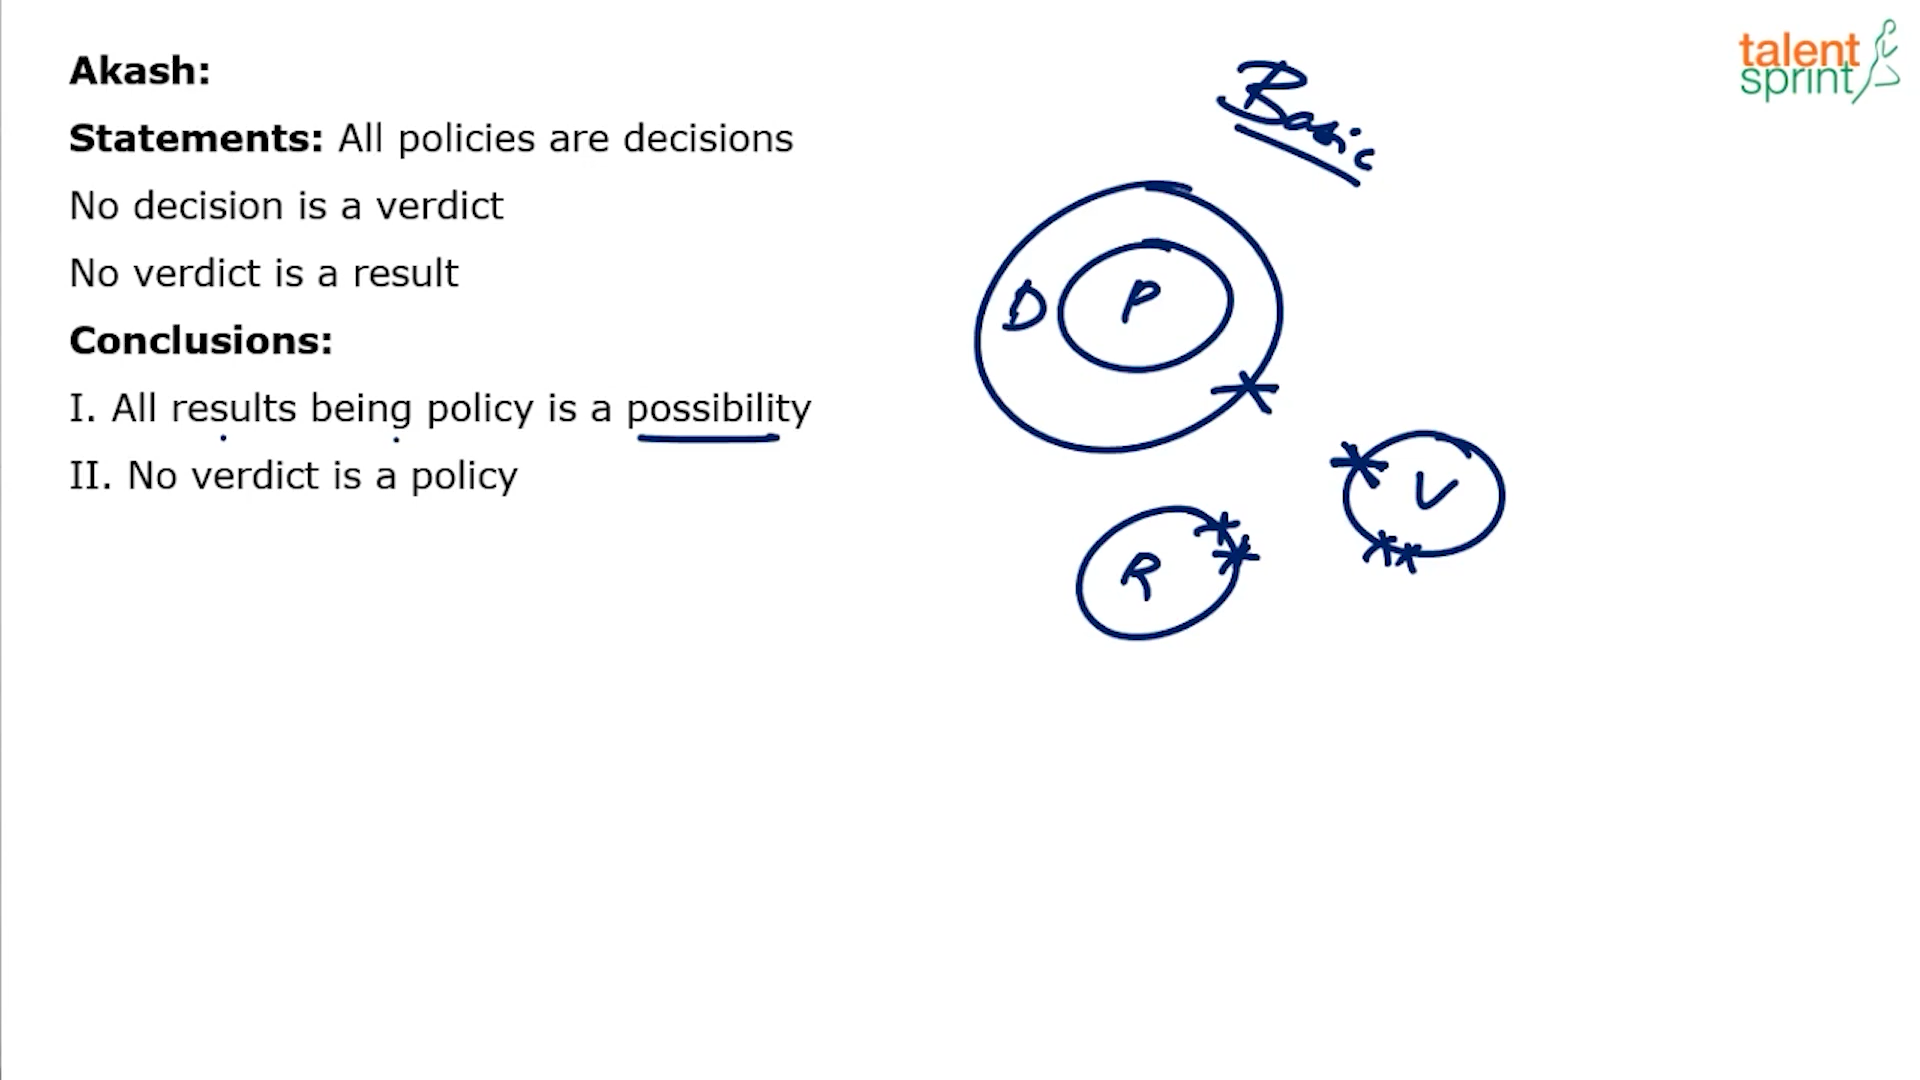 Akash:
talent
sprint
Statements: All policies are decisions
Basic
No decision is a verdict
No verdict is a result
D P
Conclusions:
I. All results being policy is a possibility
II. No verdict is a policy
V
R